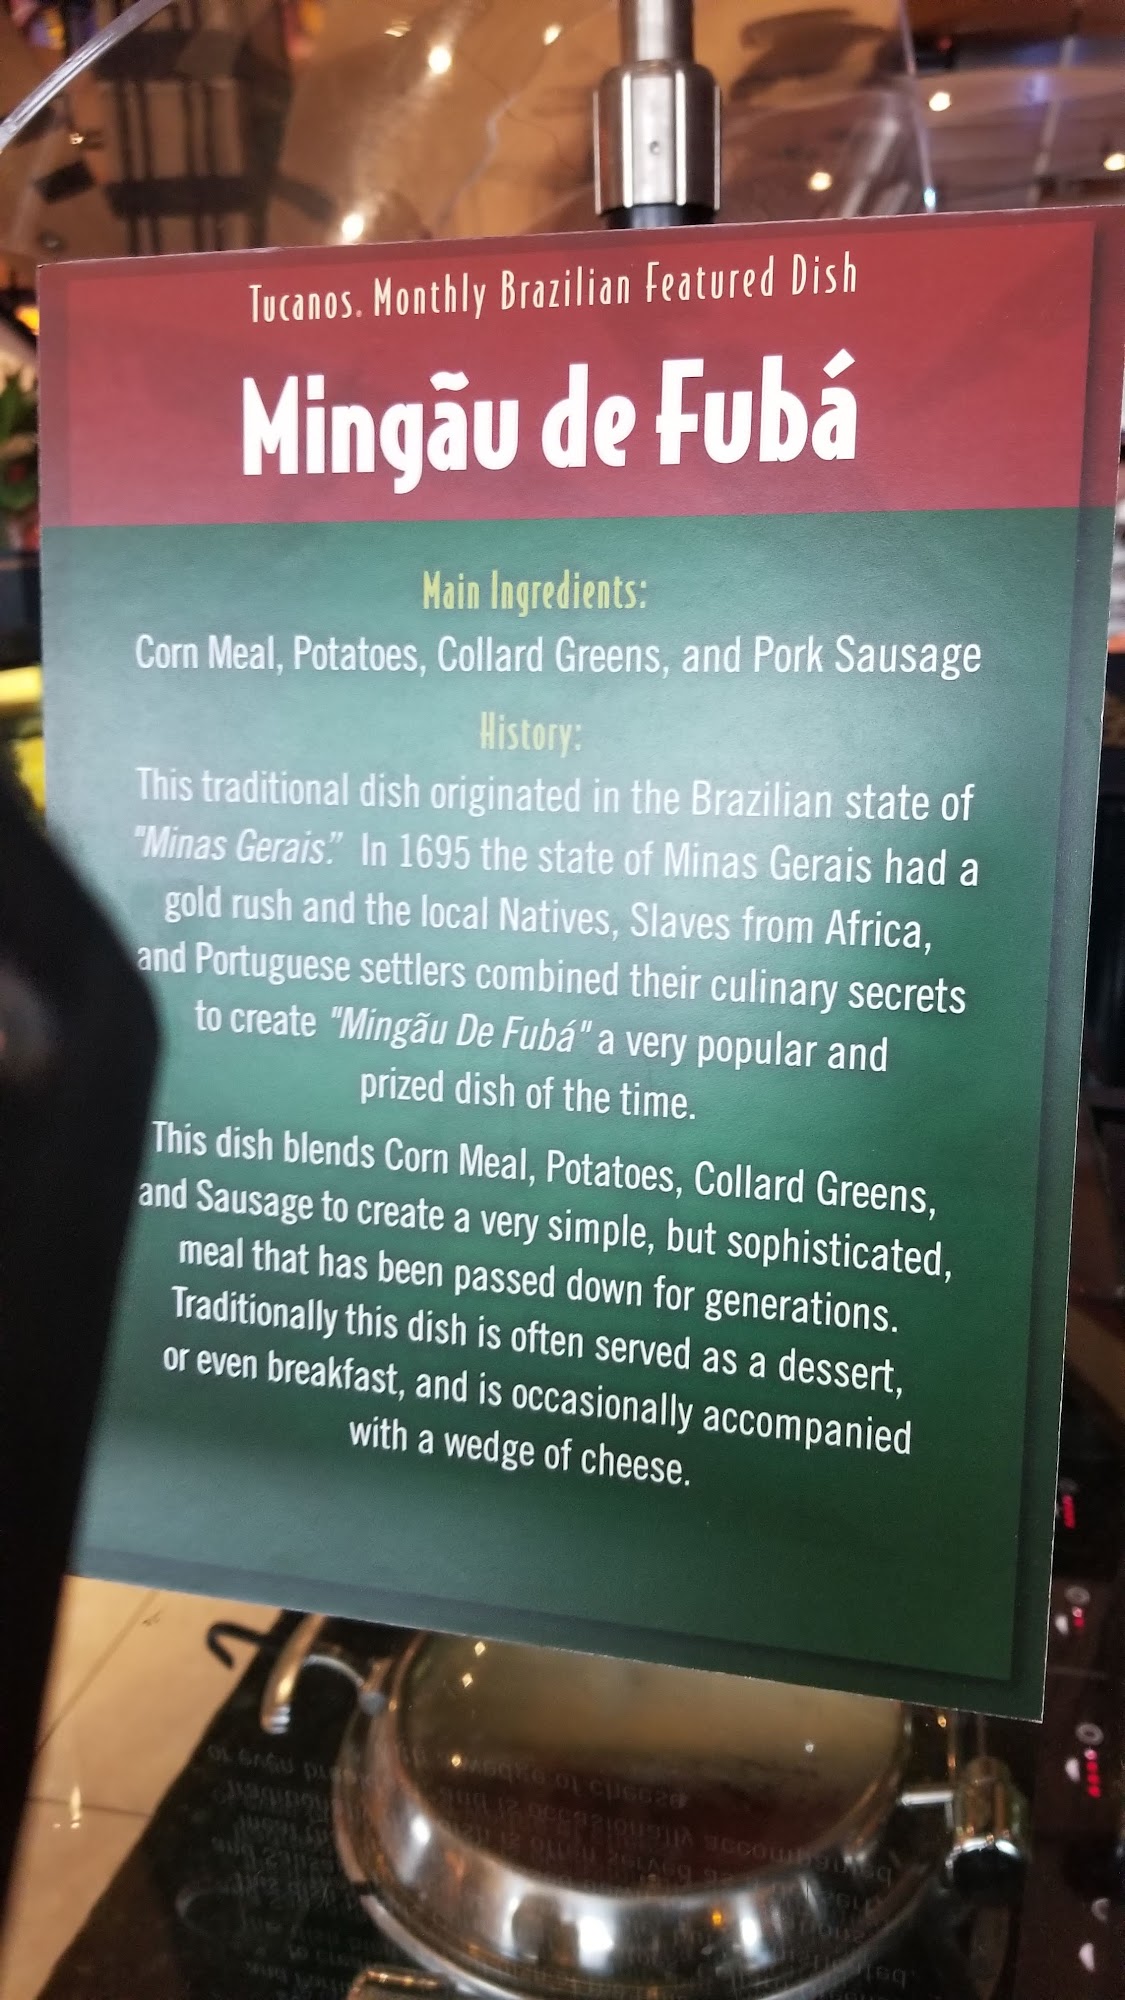 Tucanos. Monthly Brazilian Featured Dish
Mingãu de Fubá
Main Ingredients:
Corn Meal, Potatoes, Collard Greens, and Pork Sausage
History:
This traditional dish originated in the Brazilian state of
"Minas Gerais." In 1695 the state of Minas Gerais had a
gold rush and the local Natives, Slaves from Africa,
and Portuguese settlers combined their culinary secrets
to create "Mingãu De Fubá" a very popular and
prized dish of the time.
This dish blends Corn Meal, Potatoes, Collard Greens,
and Sausage to create a very simple, but sophisticated,
meal that has been passed down for generations.
Traditionally this dish is often served as a dessert,
or even breakfast, and is occasionally accompanied
with a wedge of cheese.